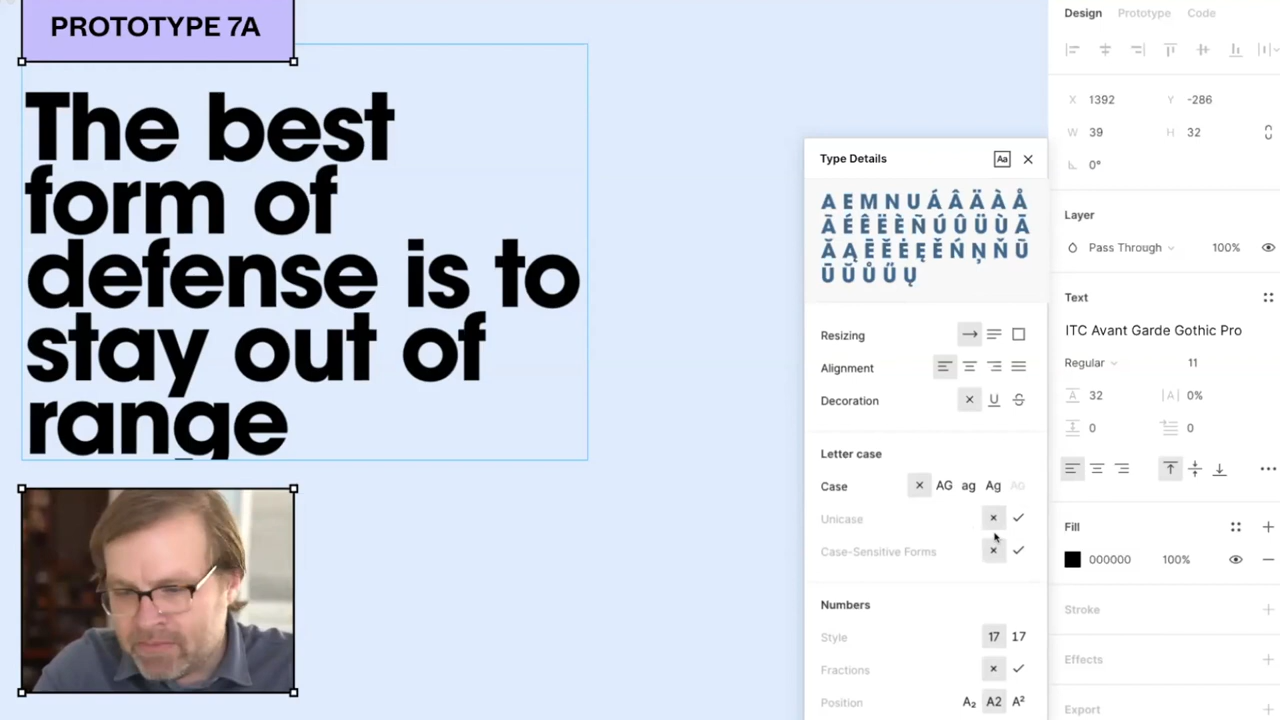 PROTOTYPE 7A
The best
form of
defense is to
stay out of
range
Type Details
Aa
A E M N U Á Â Ä À Å
Ã É Ê Ë È Ñ Ú Û Ü Ù Ā
Ă Ą Ē Ĕ Ė Ę Ě Ń Ņ Ň Ũ
Ū Ŭ Ů Ű Ų
Resizing
Alignment
Decoration
U S
Letter case
Case
AG ag Ag AG
Unicase
Case-Sensitive Forms
Numbers
Style
17 17
Fractions
Position
A₂ A2 A²
Design Prototype Code
X 1392 Y -286
W 39 H 32
0°
Layer
Pass Through 100%
Text
ITC Avant Garde Gothic Pro
Regular 11
A 32 |A| 0%
0 0
Fill
000000 100%
Stroke
Effects
Export